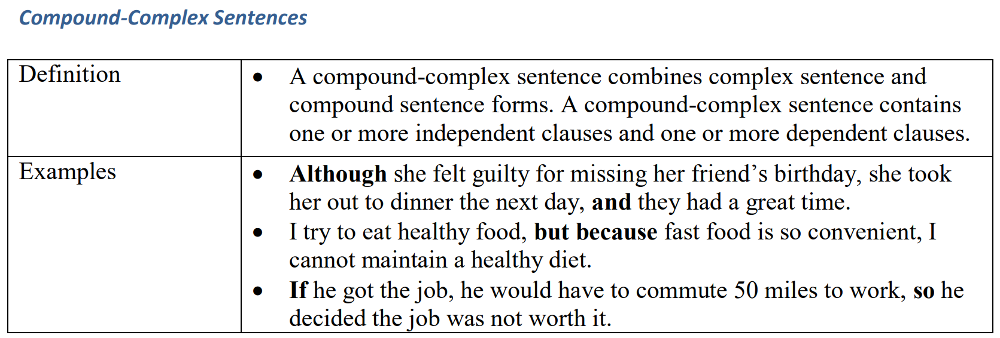 Compound-Complex Sentences
Definition
• A compound-complex sentence combines complex sentence and
compound sentence forms. A compound-complex sentence contains
one or more independent clauses and one or more dependent clauses.
Examples
• Although she felt guilty for missing her friend’s birthday, she took
her out to dinner the next day, and they had a great time.
• I try to eat healthy food, but because fast food is so convenient, I
cannot maintain a healthy diet.
• If he got the job, he would have to commute 50 miles to work, so he
decided the job was not worth it.